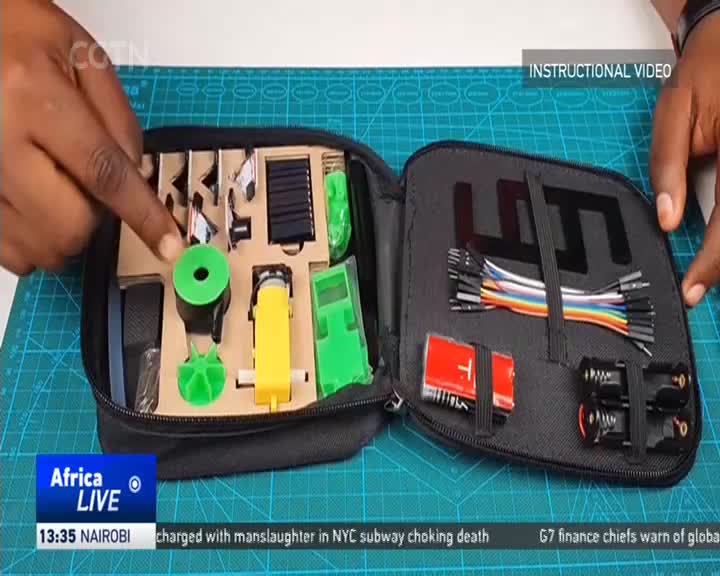 CGTN
INSTRUCTIONAL VIDEO
T
Africa
LIVE
13:35 NAIROBI
charged with manslaughter in NYC subway choking death G7 finance chiefs warn of globa